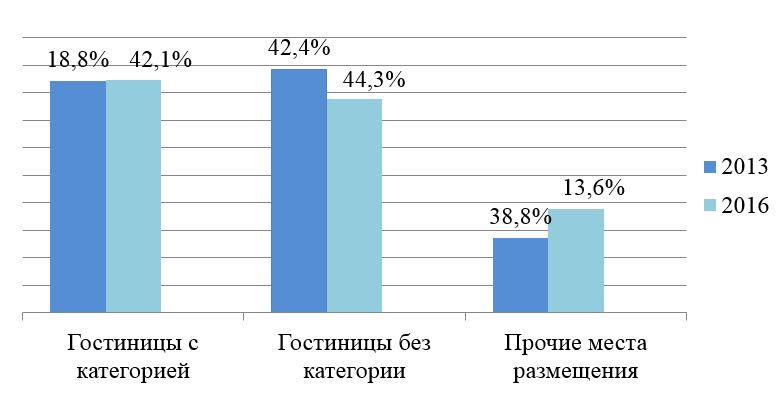 18,8% 42,1%
42,4%
44,3%
38,8%
13,6%
2013
2016
Гостиницы с
категорией
Гостиницы без
категории
Прочие места
размещения